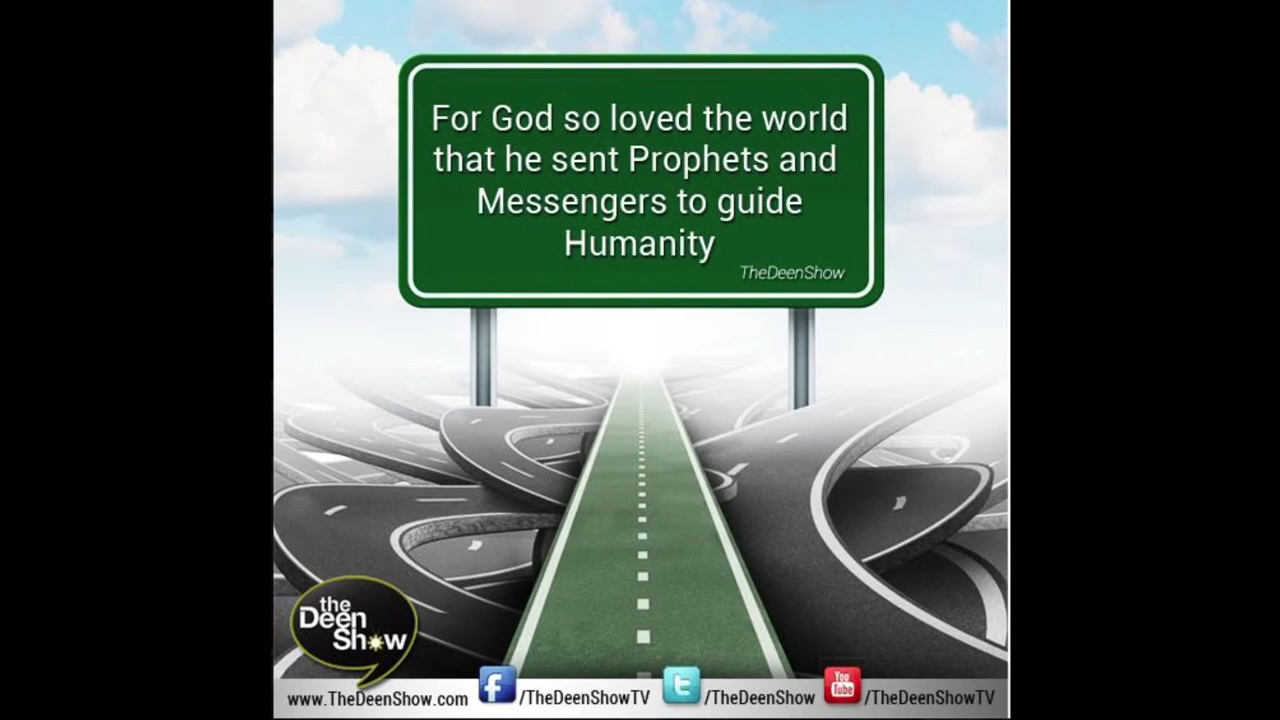 For God so loved the world
that he sent Prophets and
Messengers to guide
Humanity
TheDeenShow
the
Deen
Show
www.TheDeenShow.com f /TheDeenShowTV t /TheDeenShow You Tube /TheDeenShowTV